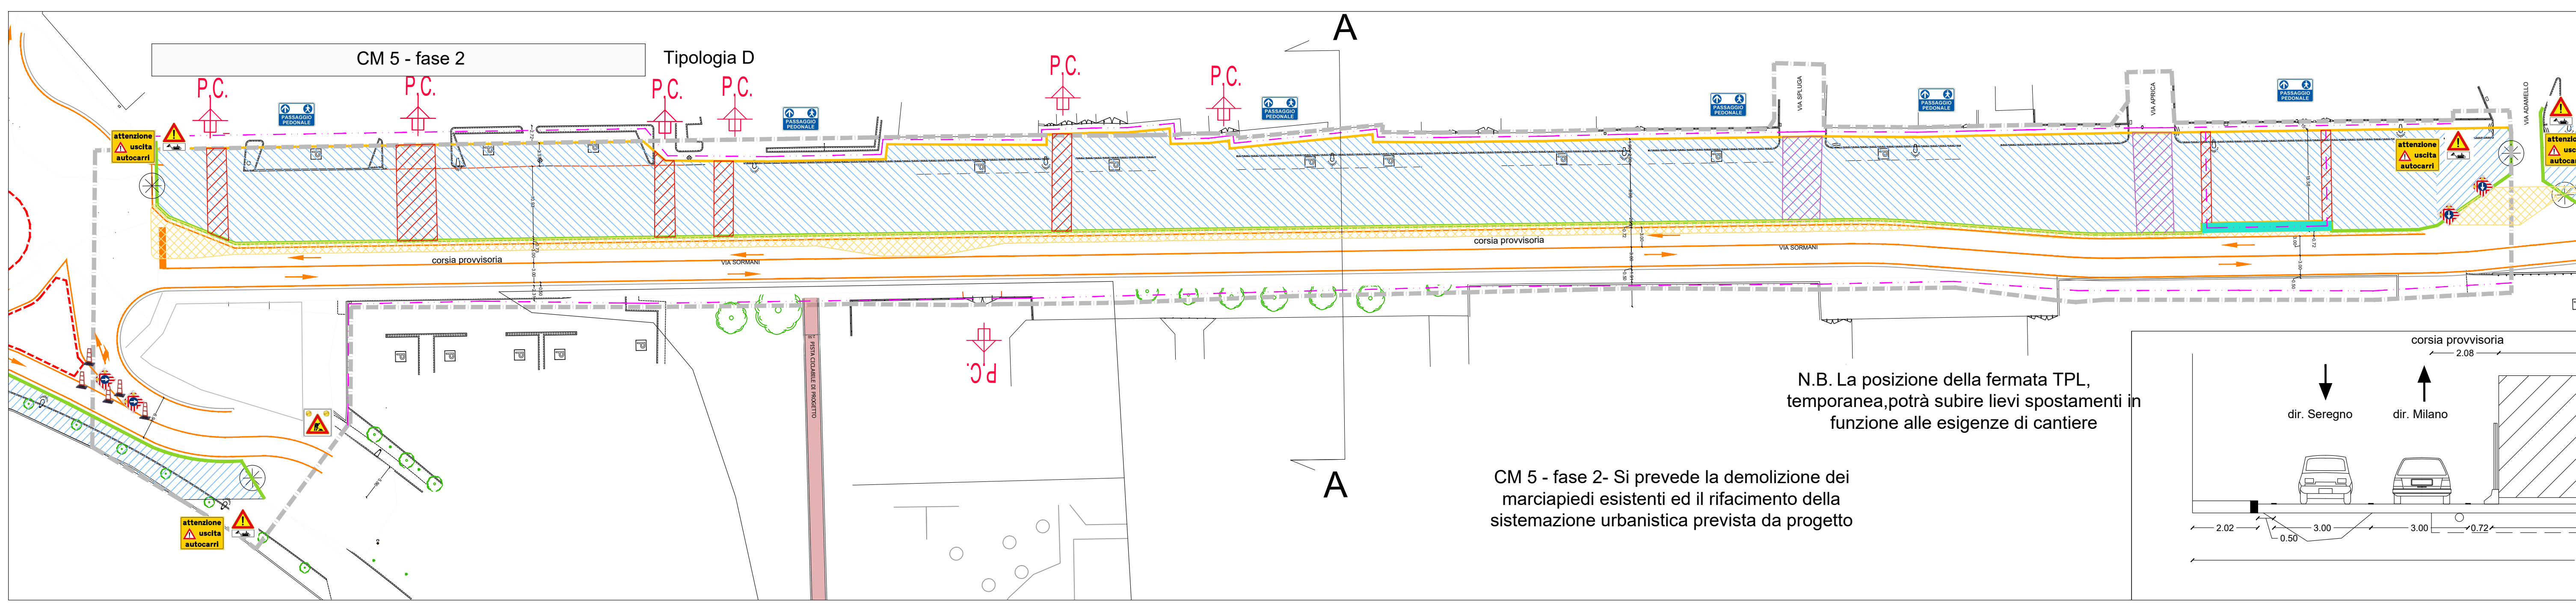 A
CM 5 - fase 2
Tipologia D
P.C.
P.C.
P.C.
P.C.
P.C.
P.C.
PASSAGGIO
PEDONALE
PASSAGGIO
PEDONALE
PASSAGGIO
PEDONALE
PASSAGGIO
PEDONALE
PASSAGGIO
PEDONALE
PASSAGGIO
PEDONALE
VIA SPLUGA
VIA APRICA
VIA ADAMELLO
attenzione
uscita
autocarri
attenzione
uscita
autocarri
corsia provvisoria
VIA SORMANI
corsia provvisoria
VIA SORMANI
PISTA CICLABILE DI PROGETTO
P.C.
N.B. La posizione della fermata TPL,
temporanea,potrà subire lievi spostamenti in
funzione alle esigenze di cantiere
A
CM 5 - fase 2- Si prevede la demolizione dei
marciapiedi esistenti ed il rifacimento della
sistemazione urbanistica prevista da progetto
attenzione
uscita
autocarri
corsia provvisoria
2.08
dir. Seregno
dir. Milano
2.02
3.00
3.00
0.72
0.50